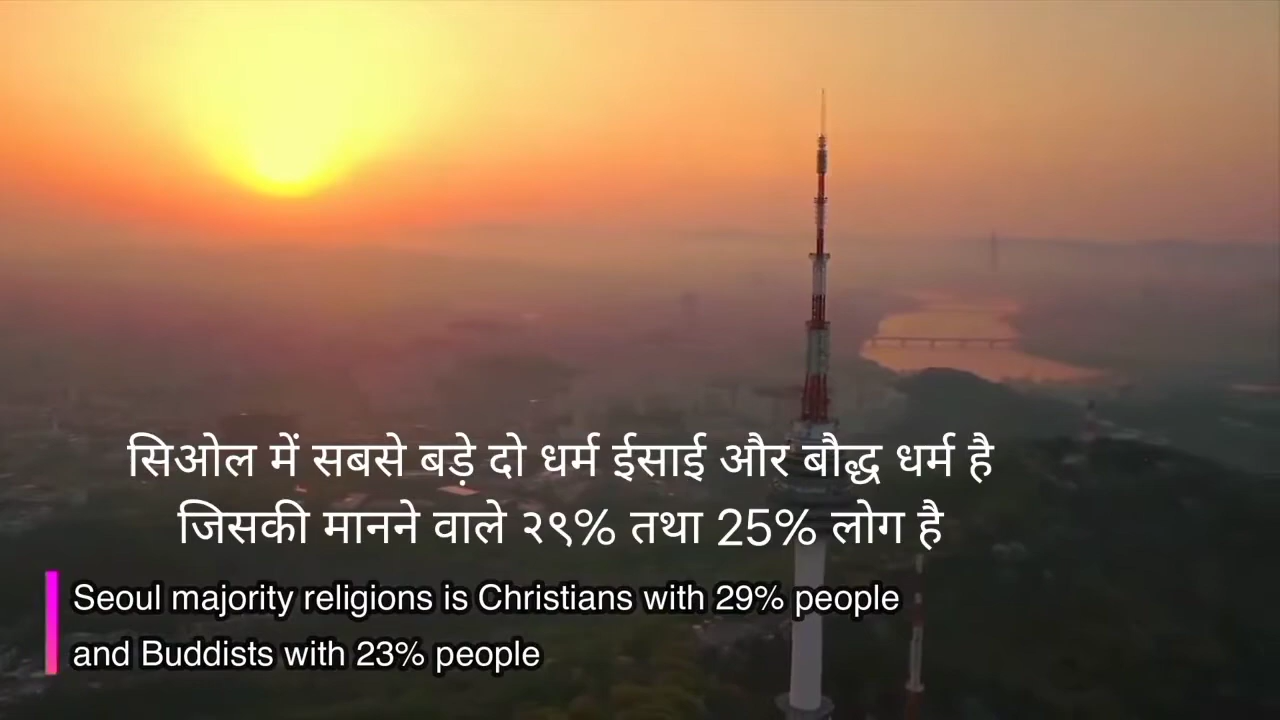 सिओल में सबसे बड़े दो धर्म ईसाई और बौद्ध धर्म है
जिसकी मानने वाले २९% तथा 25% लोग है
Seoul majority religions is Christians with 29% people
and Buddists with 23% people